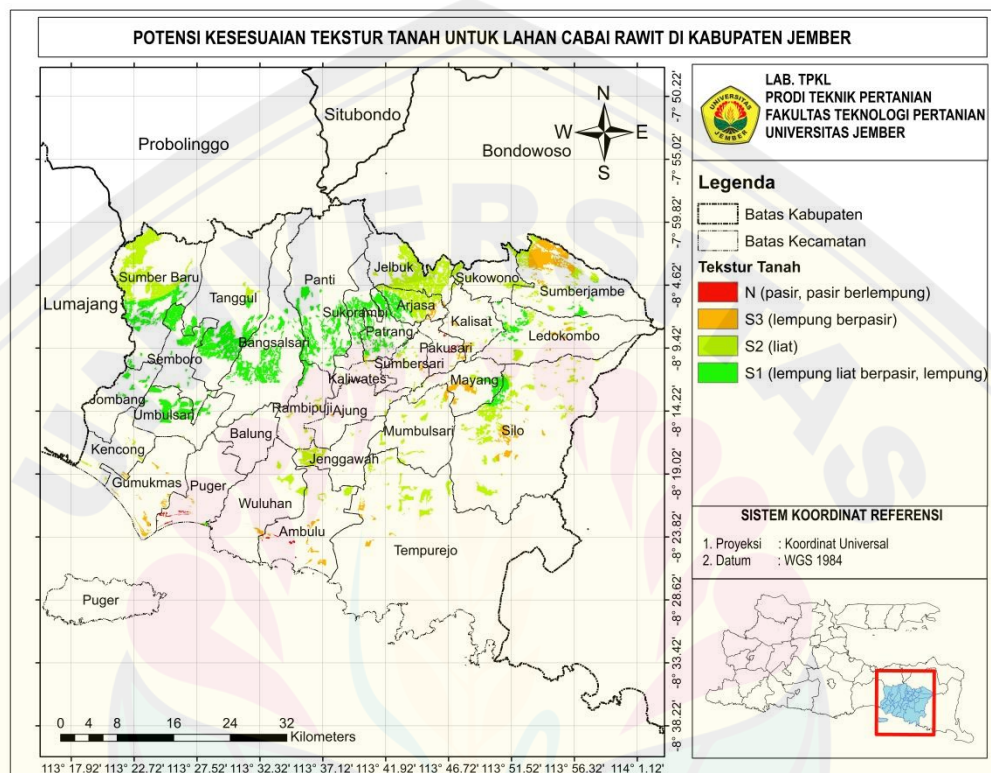 POTENSI KESESUAIAN TEKSTUR TANAH UNTUK LAHAN CABAI RAWIT DI KABUPATEN JEMBER
UNIVERSITAS
JEMBER
LAB. TPKL
PRODI TEKNIK PERTANIAN
FAKULTAS TEKNOLOGI PERTANIAN
UNIVERSITAS JEMBER
Legenda
Batas Kabupaten
Batas Kecamatan
Tekstur Tanah
N (pasir, pasir berlempung)
S3 (lempung berpasir)
S2 (liat)
S1 (lempung liat berpasir, lempung)
SISTEM KOORDINAT REFERENSI
1. Proyeksi : Koordinat Universal
2. Datum : WGS 1984
N
W E
S
Situbondo
Probolinggo
Bondowoso
Lumajang
Sumber Baru
Tanggul
Panti
Jelbuk
Sukowono
Sumberjambe
Arjasa
Sukorambi
Patrang
Kalisat
Ledokombo
Bangsalsari
Pakusari
Semboro
Sumbersari
Kaliwates
Mayang
Jombang
Umbulsari
Rambipuji
Ajung
Silo
Balung
Mumbulsari
Kencong
Jenggawah
Gumukmas
Puger
Wuluhan
Ambulu
Tempurejo
Puger
0 4 8 16 24 32
Kilometers
-7° 50.22'
-7° 55.02'
-7° 59.82'
-8° 4.62'
-8° 9.42'
-8° 14.22'
-8° 19.02'
-8° 23.82'
-8° 28.62'
-8° 33.42'
-8° 38.22'
113° 17.92' 113° 22.72' 113° 27.52' 113° 32.32' 113° 37.12' 113° 41.92' 113° 46.72' 113° 51.52' 113° 56.32' 114° 1.12'
UNIVERSITAS